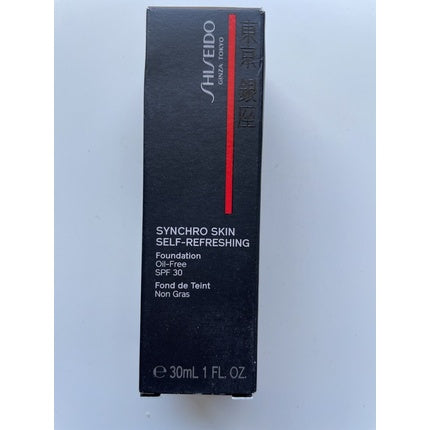 SHISEIDO
GINZA TOKYO
東京銀座
SYNCHRO SKIN
SELF-REFRESHING
Foundation
Oil-Free
SPF 30
Fond de Teint
Non Gras
℮ 30mL 1 FL. OZ.